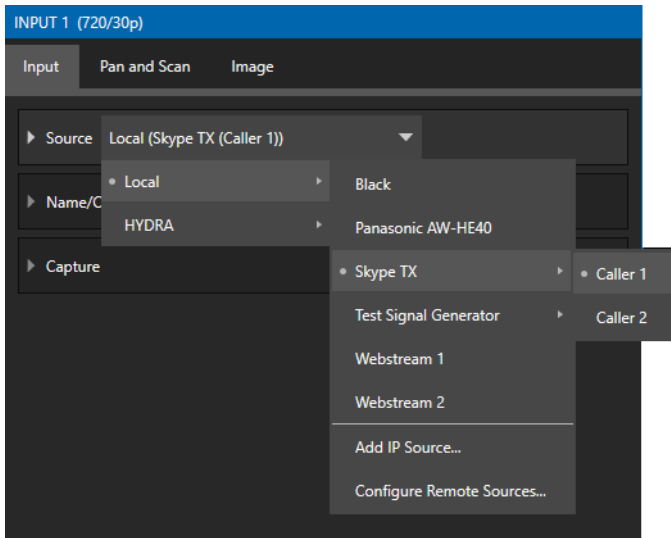 INPUT 1 (720/30p)
Input Pan and Scan Image
Source Local (Skype TX (Caller 1))
Local
HYDRA
Name/C
Capture
Black
Panasonic AW-HE40
Skype TX
Test Signal Generator
Webstream 1
Webstream 2
Add IP Source...
Configure Remote Sources...
Caller 1
Caller 2